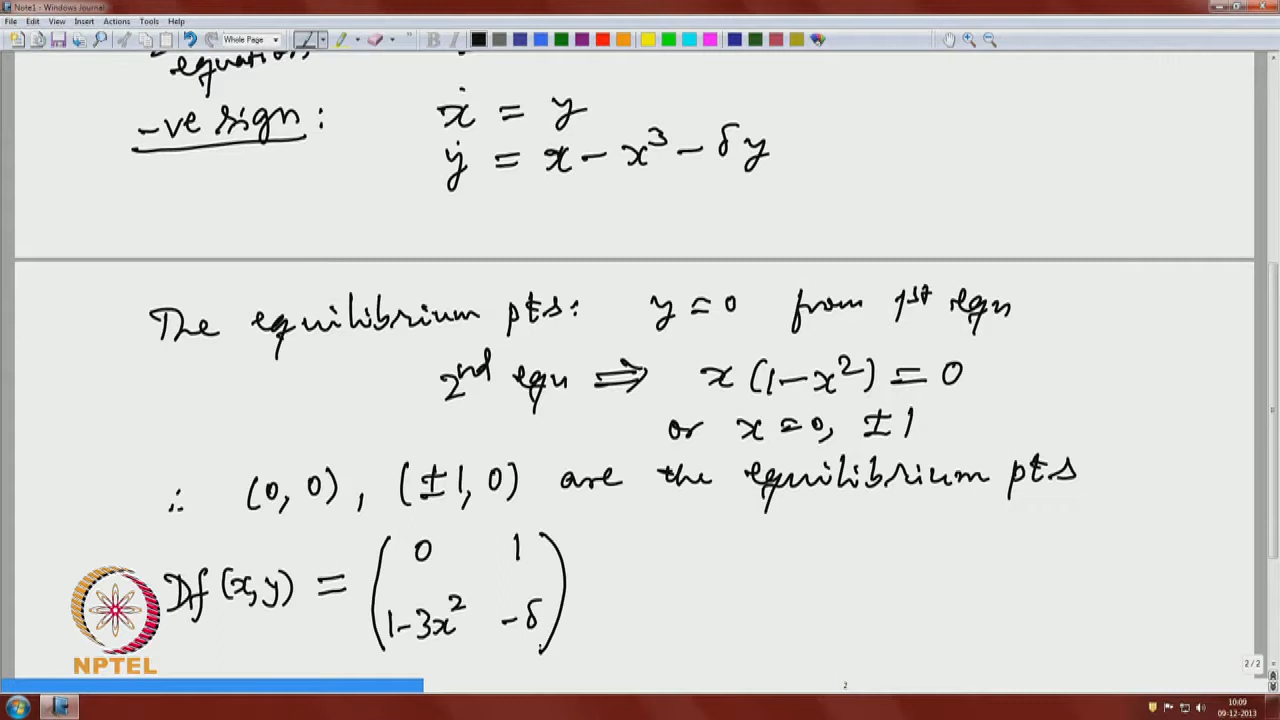 Note1 - Windows Journal
File Edit View Insert Actions Tools Help
Whole Page
equation,
-ve sign : ẋ = y
ẏ = x - x³ - δy
The equilibrium pts: y = 0 from 1st eqn
2nd eqn ⟹ x(1-x²) = 0
or x = 0, ±1
∴ (0, 0), (±1, 0) are the equilibrium pts
Df(x,y) = ( 0 1
1-3x² -δ )
NPTEL
2/2
2
10:09
09-12-2013